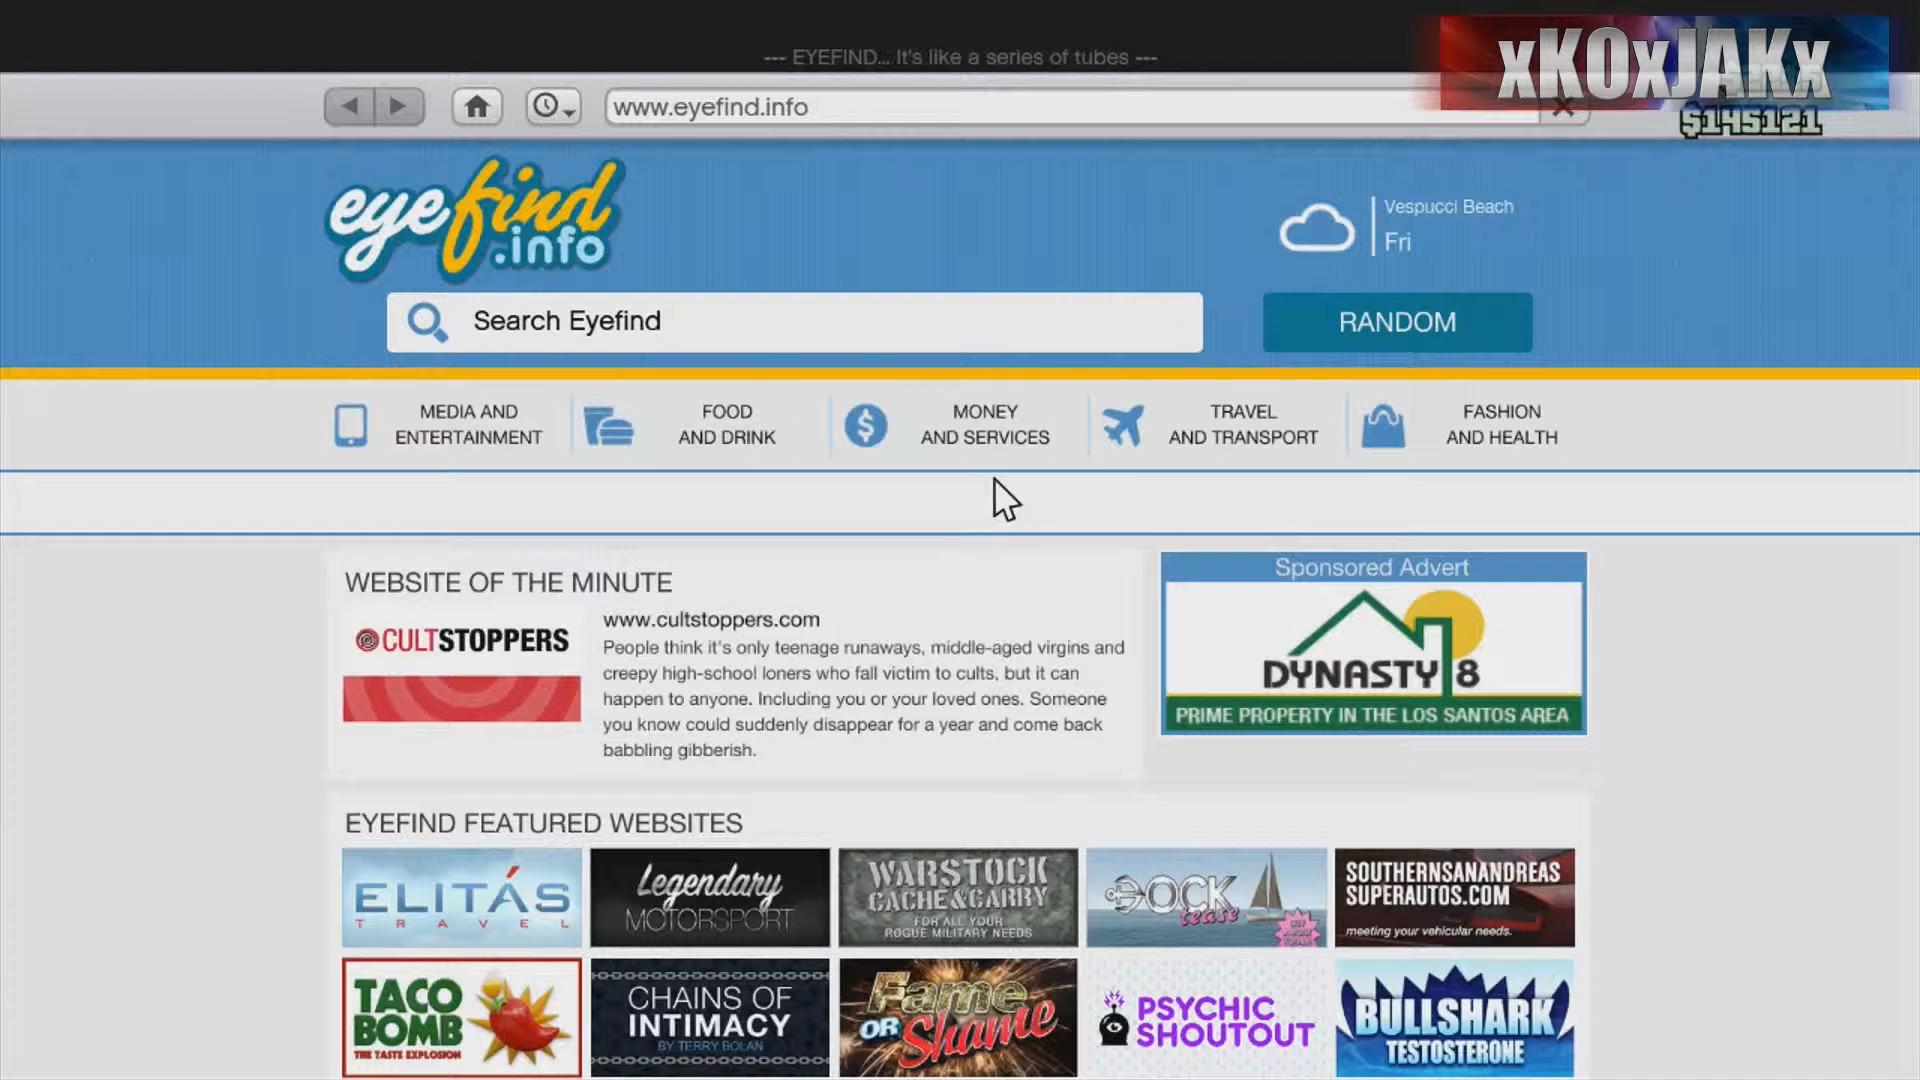 --- EYEFIND... It's like a series of tubes ---
xKOxJAKx
www.eyefind.info
$145121
eyefind
.info
Vespucci Beach
Fri
Search Eyefind
RANDOM
MEDIA AND
ENTERTAINMENT
FOOD
AND DRINK
MONEY
AND SERVICES
TRAVEL
AND TRANSPORT
FASHION
AND HEALTH
WEBSITE OF THE MINUTE
CULTSTOPPERS
www.cultstoppers.com
People think it's only teenage runaways, middle-aged virgins and
creepy high-school loners who fall victim to cults, but it can
happen to anyone. Including you or your loved ones. Someone
you know could suddenly disappear for a year and come back
babbling gibberish.
Sponsored Advert
DYNASTY 8
PRIME PROPERTY IN THE LOS SANTOS AREA
EYEFIND FEATURED WEBSITES
ELITÁS
TRAVEL
Legendary
MOTORSPORT
WARSTOCK
CACHE&CARRY
FOR ALL YOUR
ROGUE MILITARY NEEDS
DOCK
tease
SOUTHERNSANANDREAS
SUPERAUTOS.COM
meeting your vehicular needs.
TACO
BOMB
THE TASTE EXPLOSION
CHAINS OF
INTIMACY
BY TERRY BOLAN
Fame
OR Shame
PSYCHIC
SHOUTOUT
BULLSHARK
TESTOSTERONE